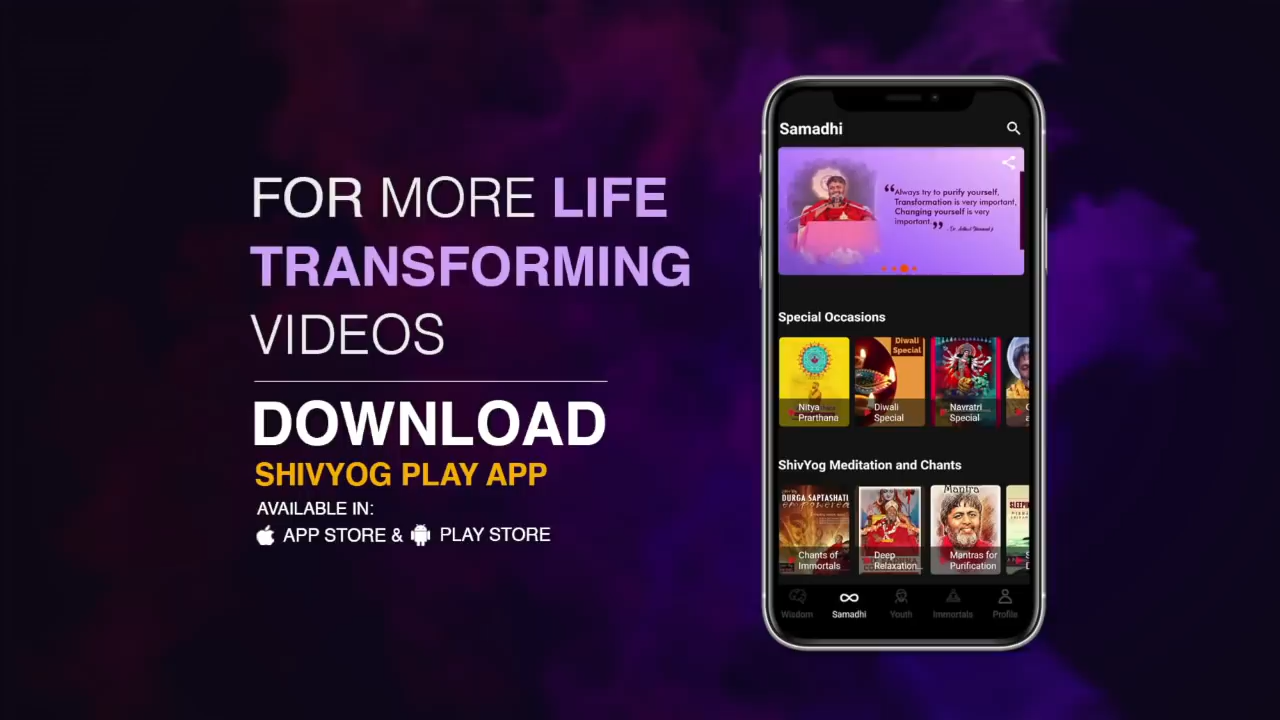 FOR MORE LIFE
TRANSFORMING
VIDEOS
DOWNLOAD
SHIVYOG PLAY APP
AVAILABLE IN:
APP STORE & PLAY STORE
Samadhi
“Always try to purify yourself,
Transformation is very important,
Changing yourself is very
important.”
Special Occasions
Nitya
Prarthana
Diwali
Special
Diwali
Special
Navratri
Special
ShivYog Meditation and Chants
DURGA SAPTASHATI
Chants of
Immortals
Deep
Relaxation...
Mantra
Mantras for
Purification
Wisdom
Samadhi
Youth
Immortals
Profile